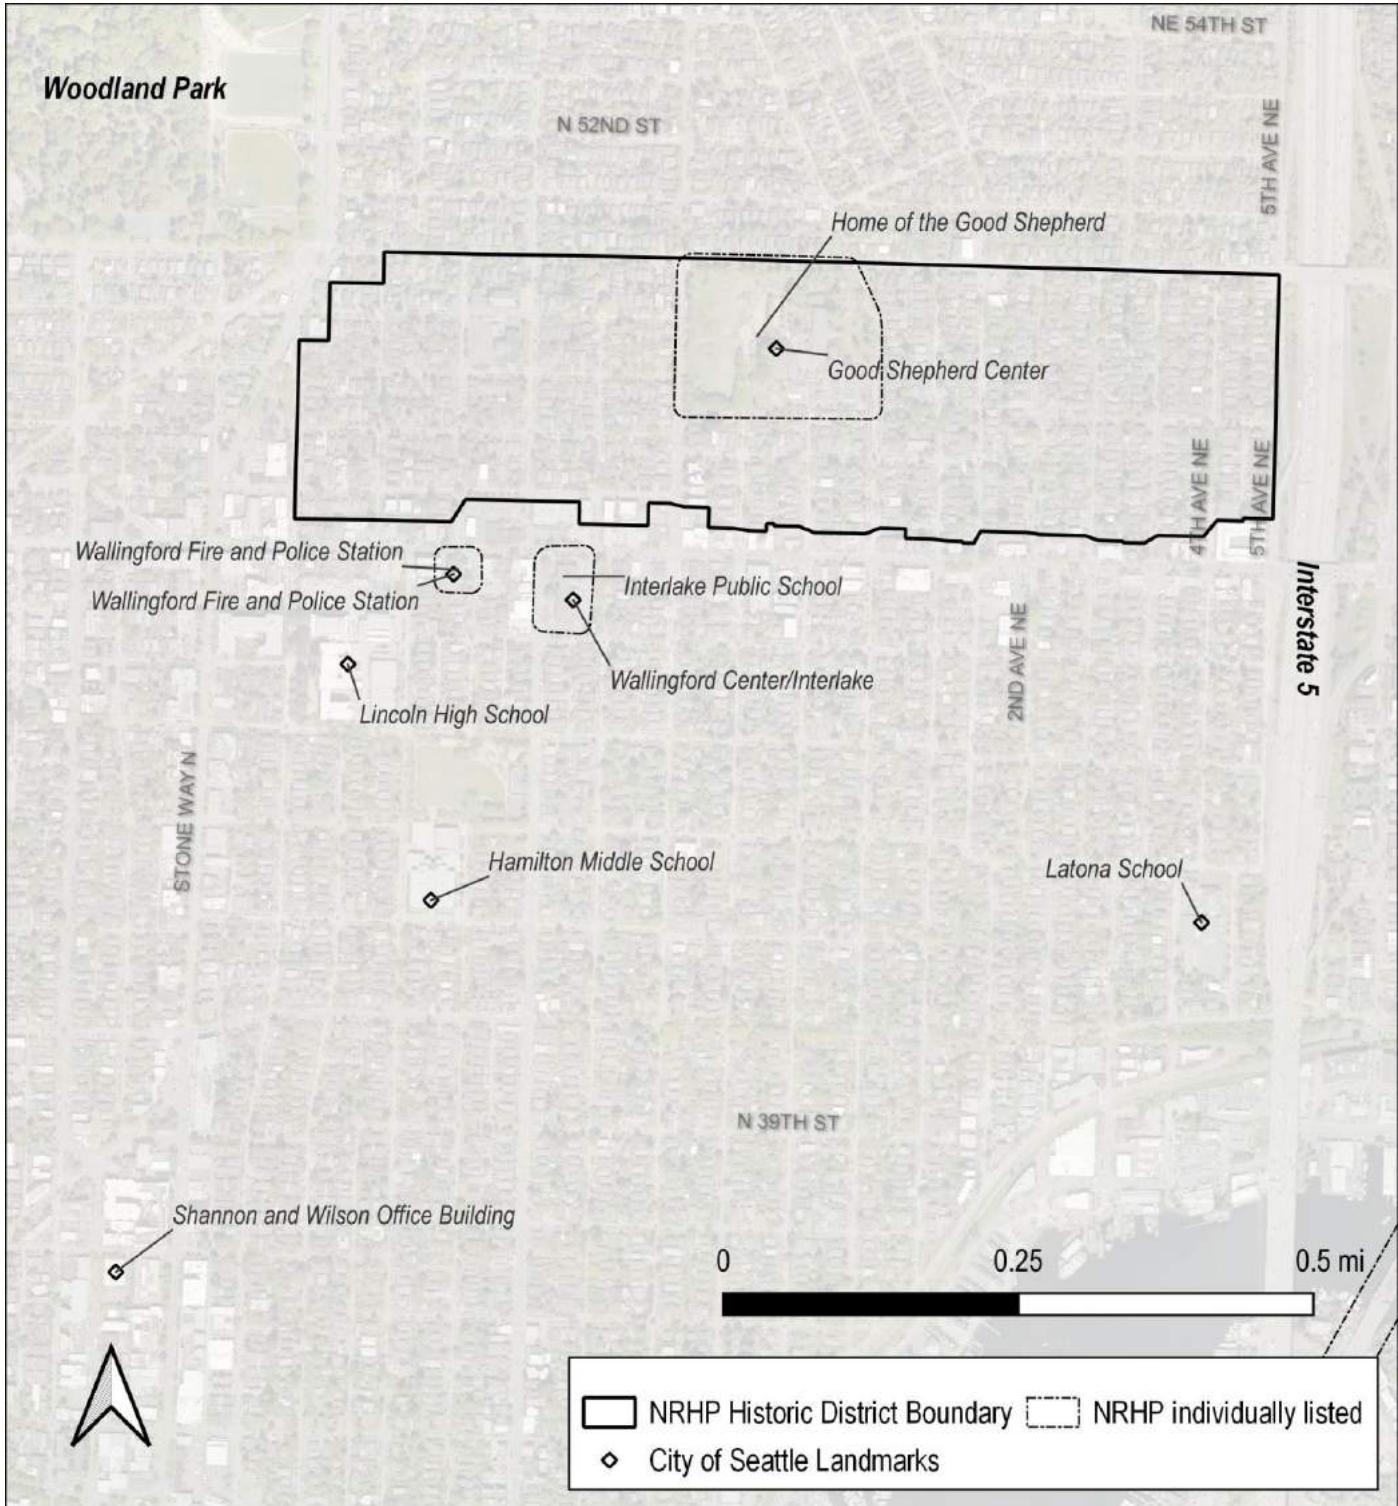 NE 54TH ST
Woodland Park
N 52ND ST
5TH AVE NE
Home of the Good Shepherd
Good Shepherd Center
4TH AVE NE
5TH AVE NE
Wallingford Fire and Police Station
Wallingford Fire and Police Station
Interlake Public School
Interstate 5
2ND AVE NE
Wallingford Center/Interlake
Lincoln High School
STONE WAY N
Hamilton Middle School
Latona School
N 39TH ST
Shannon and Wilson Office Building
0 0.25 0.5 mi
NRHP Historic District Boundary NRHP individually listed
City of Seattle Landmarks